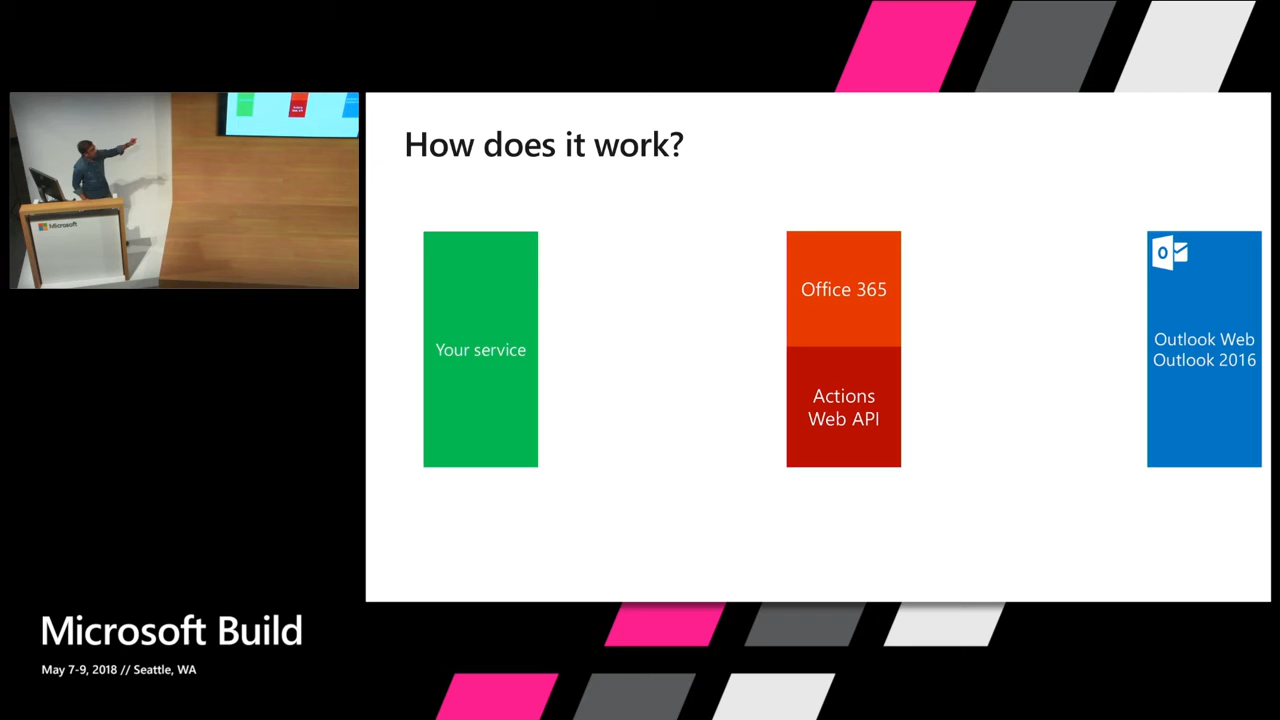 Microsoft
How does it work?
Your service
Office 365
Actions
Web API
Outlook Web
Outlook 2016
Microsoft Build
May 7-9, 2018 // Seattle, WA